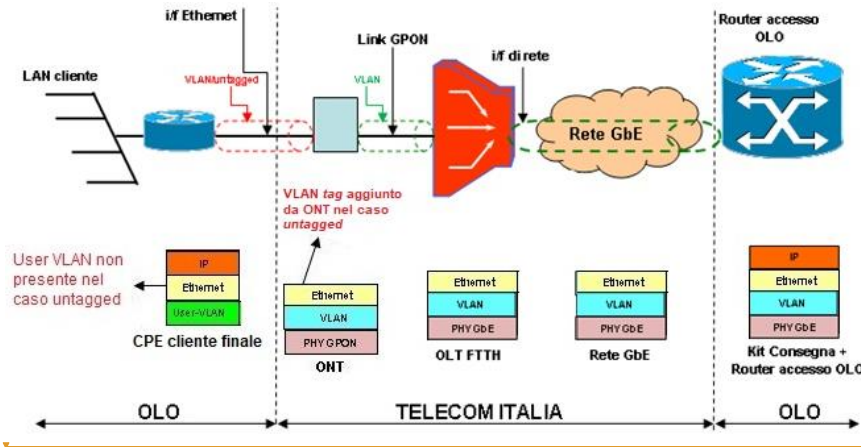 i/f Ethernet
LAN cliente
VLAN/untagged
Link GPON
VLAN
i/f di rete
Rete GbE
Router accesso
OLO
VLAN tag aggiunto
da ONT nel caso
untagged
User VLAN non
presente nel
caso untagged
IP
Ethernet
User-VLAN
CPE cliente finale
Ethernet
VLAN
PHY GPON
ONT
Ethernet
VLAN
PHY GbE
OLT FTTH
Ethernet
VLAN
PHY GbE
Rete GbE
IP
Ethernet
VLAN
PHY GbE
Kit Consegna +
Router accesso OLO
OLO
TELECOM ITALIA
OLO